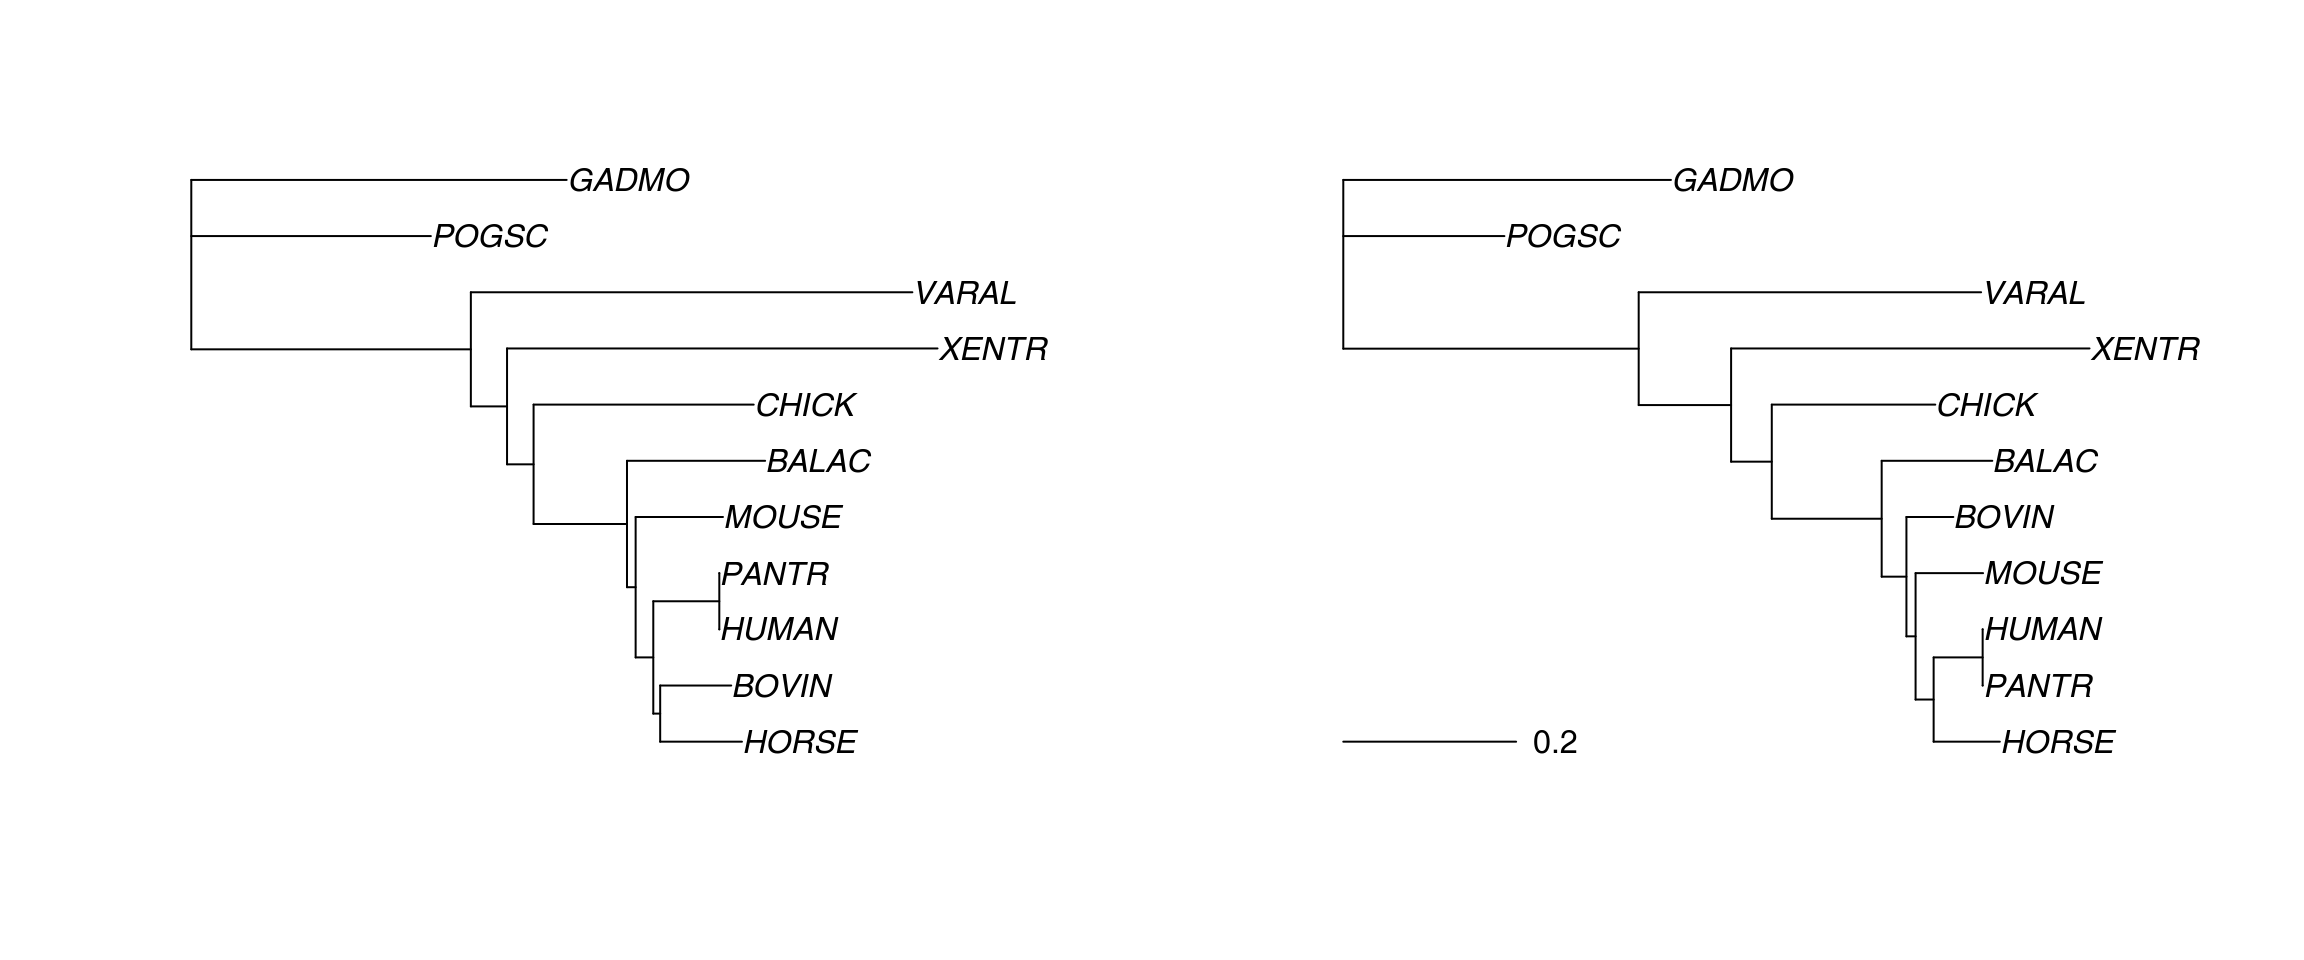 GADMO
POGSC
VARAL
XENTR
CHICK
BALAC
MOUSE
PANTR
HUMAN
BOVIN
HORSE
GADMO
POGSC
VARAL
XENTR
CHICK
BALAC
BOVIN
MOUSE
HUMAN
PANTR
HORSE
0.2